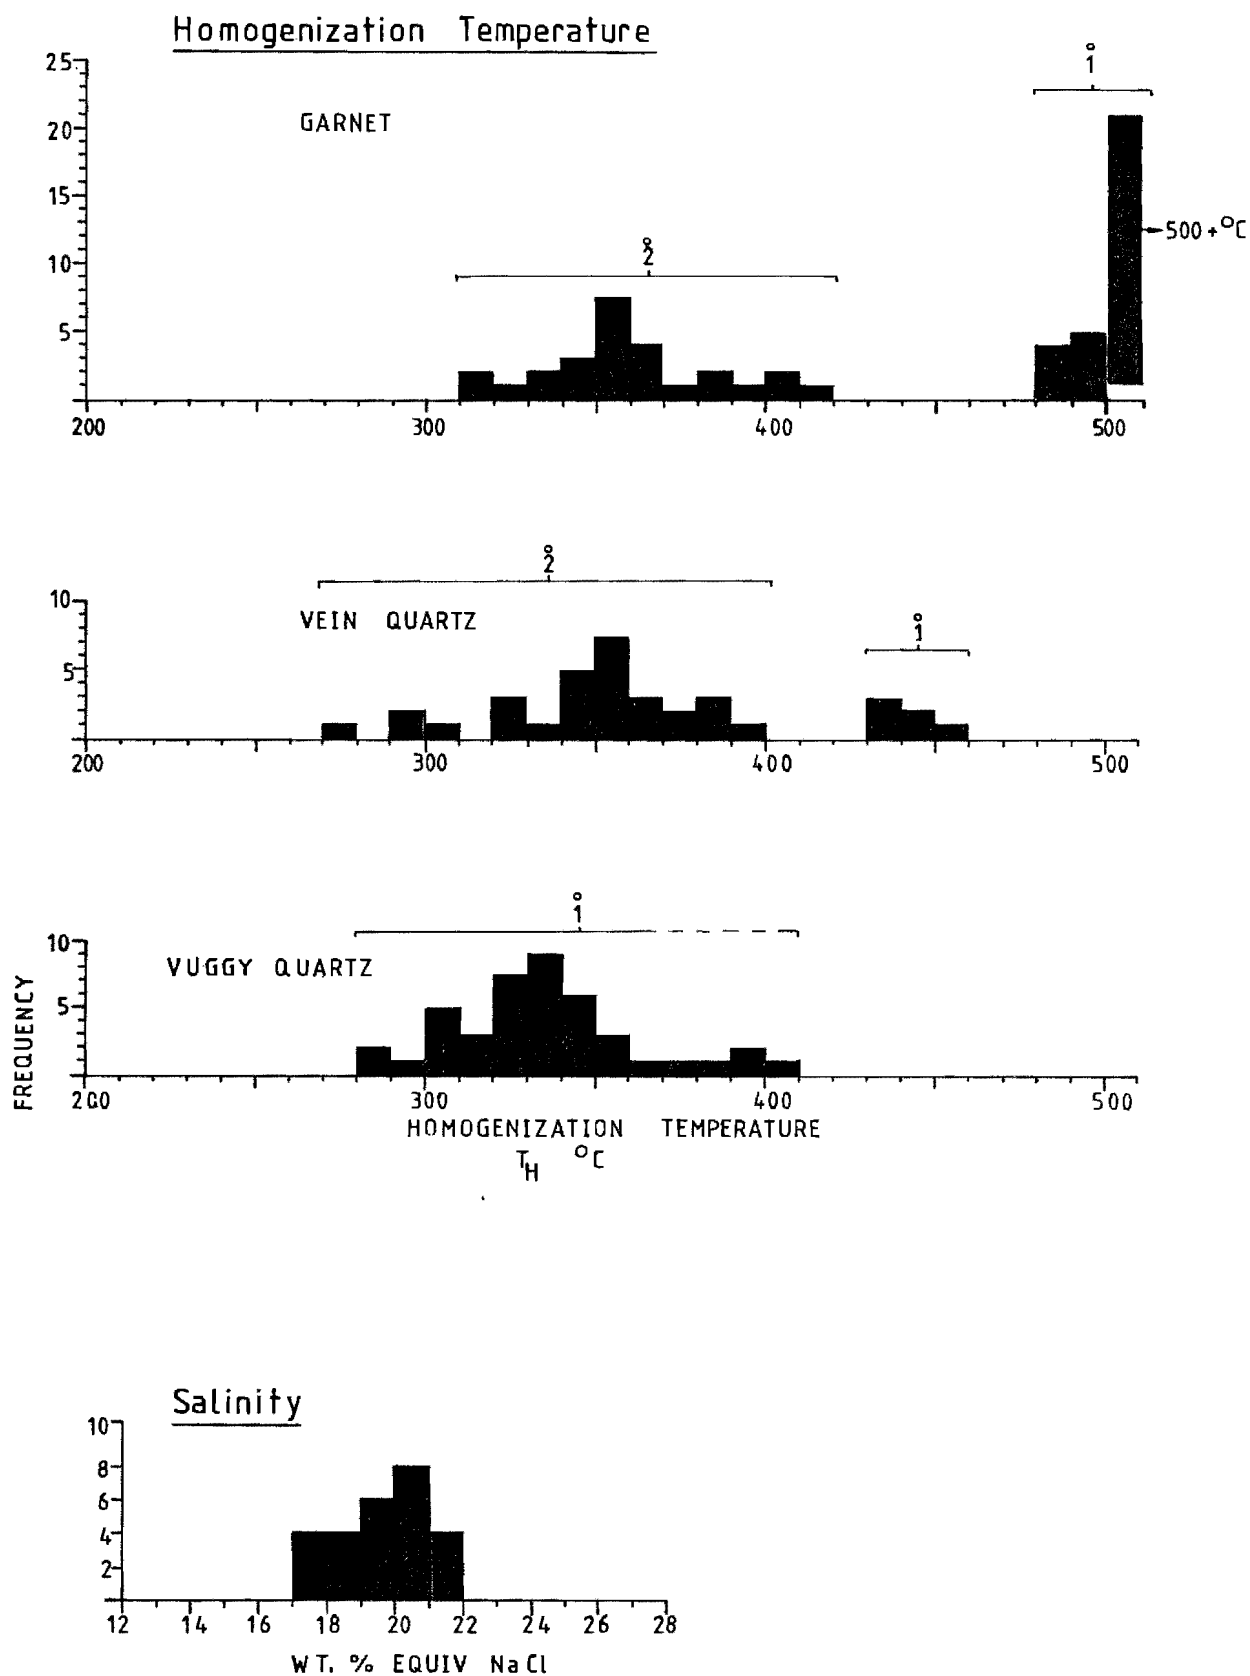 Homogenization Temperature
25
20
15
10
5
GARNET
1°
2°
500+°C
200 300 400 500
2°
10
5
VEIN QUARTZ
1°
200 300 400 500
1°
10
5
VUGGY QUARTZ
FREQUENCY
200 300 400 500
HOMOGENIZATION TEMPERATURE
TH °C
Salinity
10
8
6
4
2
12 14 16 18 20 22 24 26 28
WT. % EQUIV NaCl